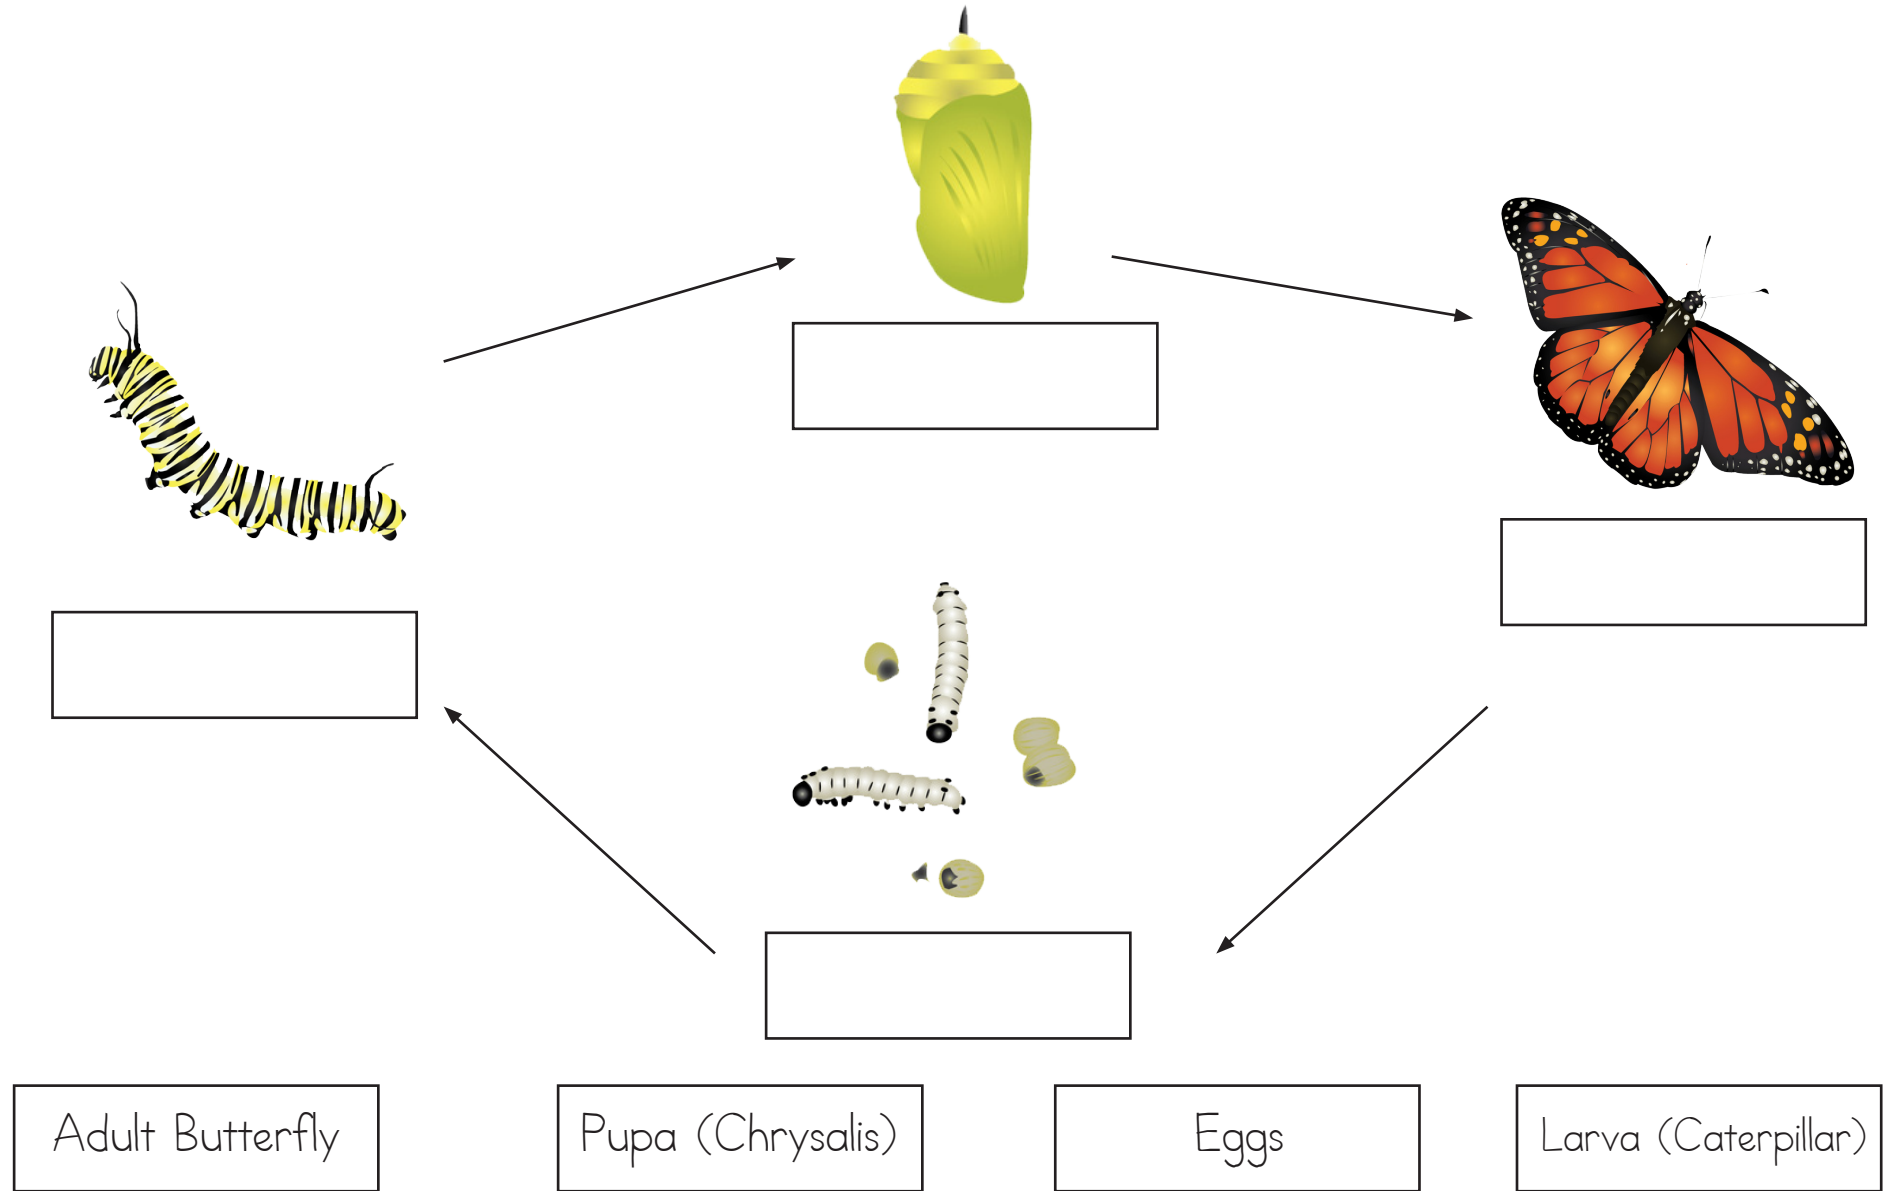 Adult Butterfly
Pupa (Chrysalis)
Eggs
Larva (Caterpillar)